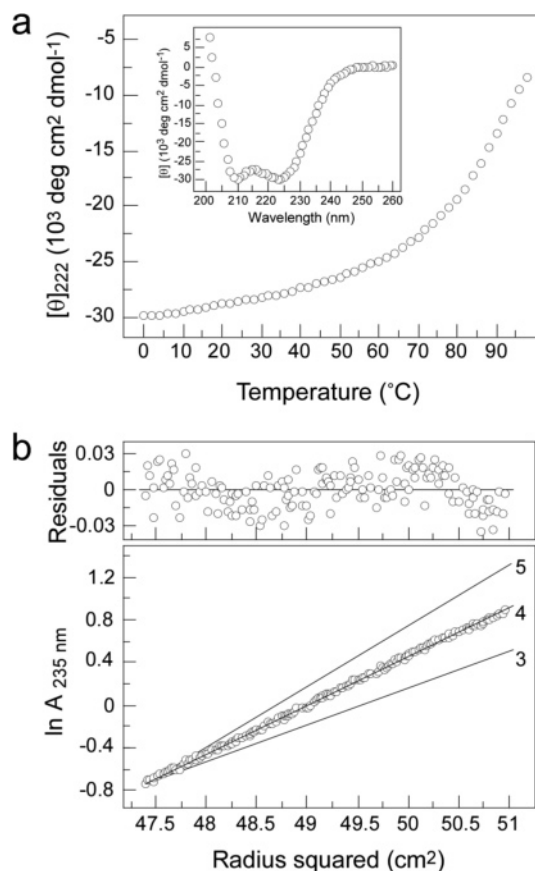 a
-5
-10
-15
-20
-25
-30
[θ]222 (10³ deg cm2 dmol-1)
5
0
-5
-10
-15
-20
-25
-30
[θ] (10³ deg cm² dmol-1)
200 210 220 230 240 250 260
Wavelength (nm)
0 10 20 30 40 50 60 70 80 90
Temperature (°C)
b
0.03
0
-0.03
Residuals
1.2
0.8
0.4
0
-0.4
-0.8
ln A 235 nm
5
4
3
47.5 48 48.5 49 49.5 50 50.5 51
Radius squared (cm²)